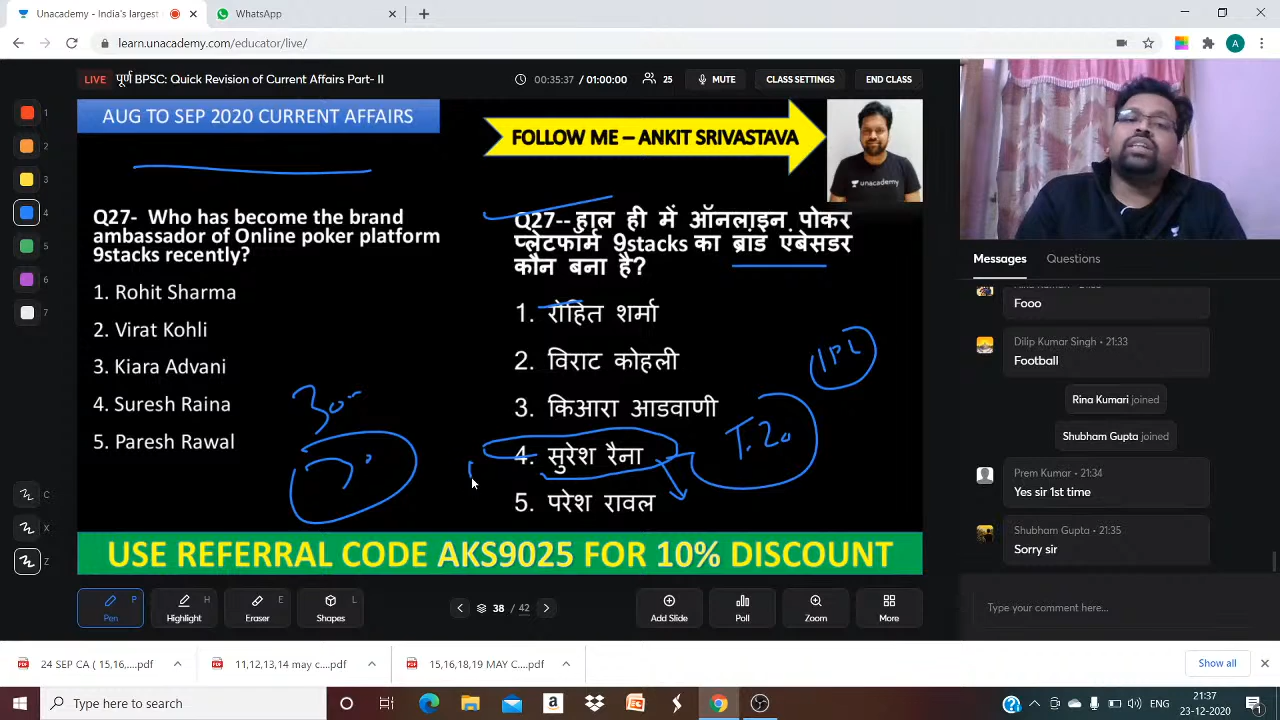 Unacademy - India's largest
WhatsApp
learn.unacademy.com/educator/live/
A
LIVE
पूर्ण BPSC: Quick Revision of Current Affairs Part- II
00:35:37 / 01:00:00
25
MUTE
CLASS SETTINGS
END CLASS
1
2
3
4
5
6
7
C
X
Z
AUG TO SEP 2020 CURRENT AFFAIRS
FOLLOW ME – ANKIT SRIVASTAVA
unacademy
Q27- Who has become the brand
ambassador of Online poker platform
9stacks recently?
1. Rohit Sharma
2. Virat Kohli
3. Kiara Advani
4. Suresh Raina
5. Paresh Rawal
Q27-- हाल ही में ऑनलाइन पोकर
प्लेटफार्म 9stacks का ब्रांड एंबेसडर
कौन बना है?
1. रोहित शर्मा
2. विराट कोहली
3. किआरा आडवाणी
4. सुरेश रैना
5. परेश रावल
IPL
T.20
USE REFERRAL CODE AKS9025 FOR 10% DISCOUNT
Pen
P
Highlight
H
Eraser
E
Shapes
L
38 / 42
Add Slide
Poll
Zoom
More
Messages
Questions
Fooo
Dilip Kumar Singh • 21:33
Football
Rina Kumari joined
Shubham Gupta joined
Prem Kumar • 21:34
Yes sir 1st time
Shubham Gupta • 21:35
Sorry sir
Type your comment here...
24 SEP CA ( 15,16,....pdf
11,12,13,14 may c....pdf
15,16,18,19 MAY C....pdf
Show all
Type here to search
ENG
21:37
23-12-2020